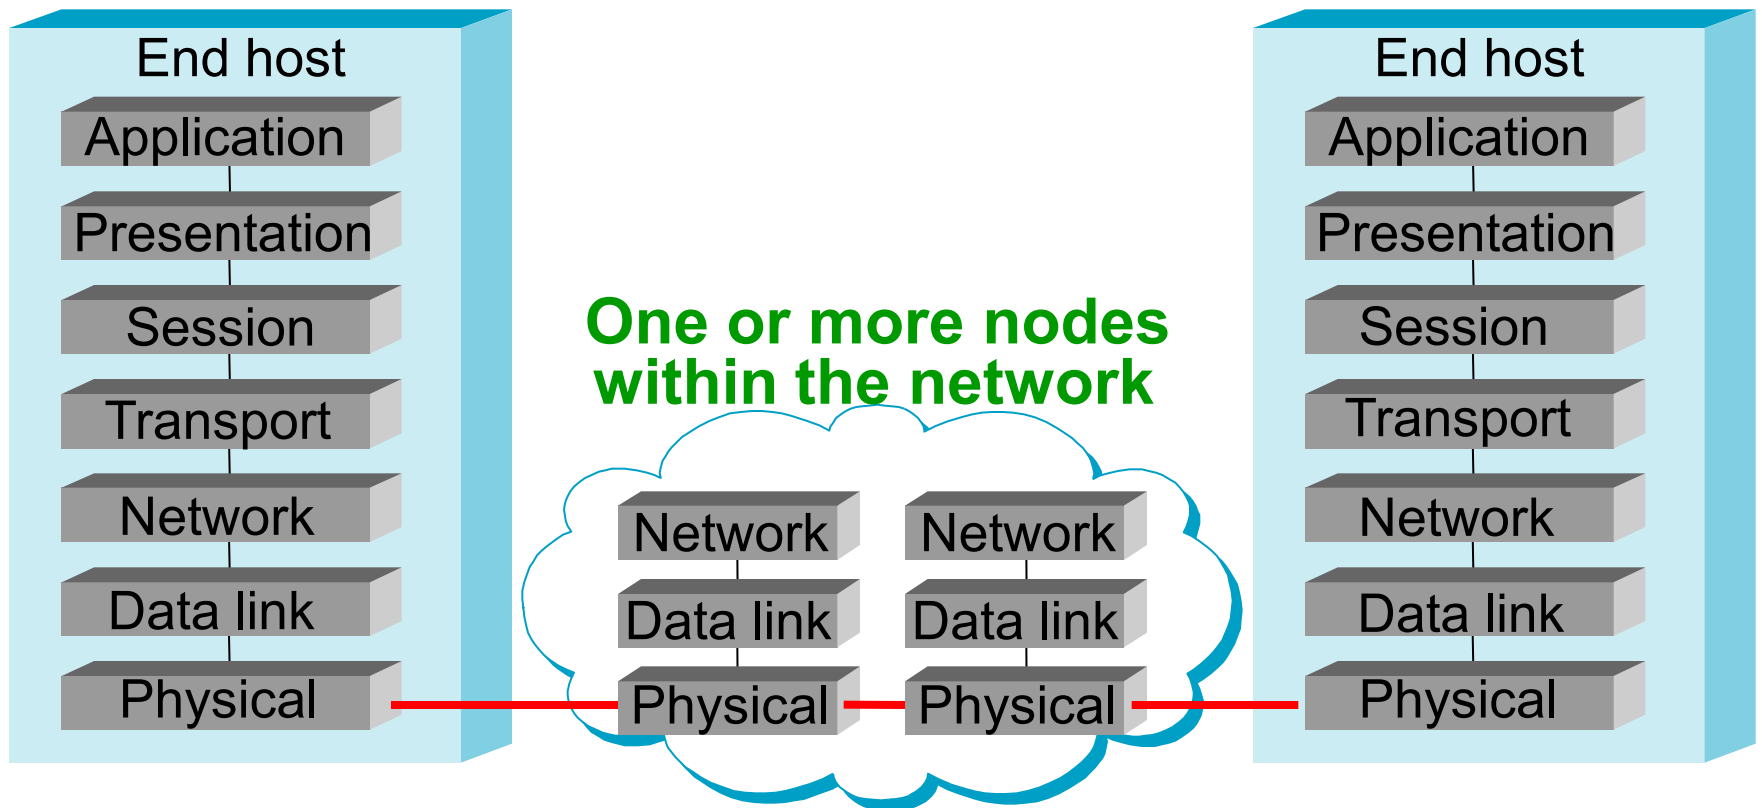 End host
Application
Presentation
Session
Transport
Network
Data link
Physical
One or more nodes
within the network
Network
Data link
Physical
Network
Data link
Physical
End host
Application
Presentation
Session
Transport
Network
Data link
Physical